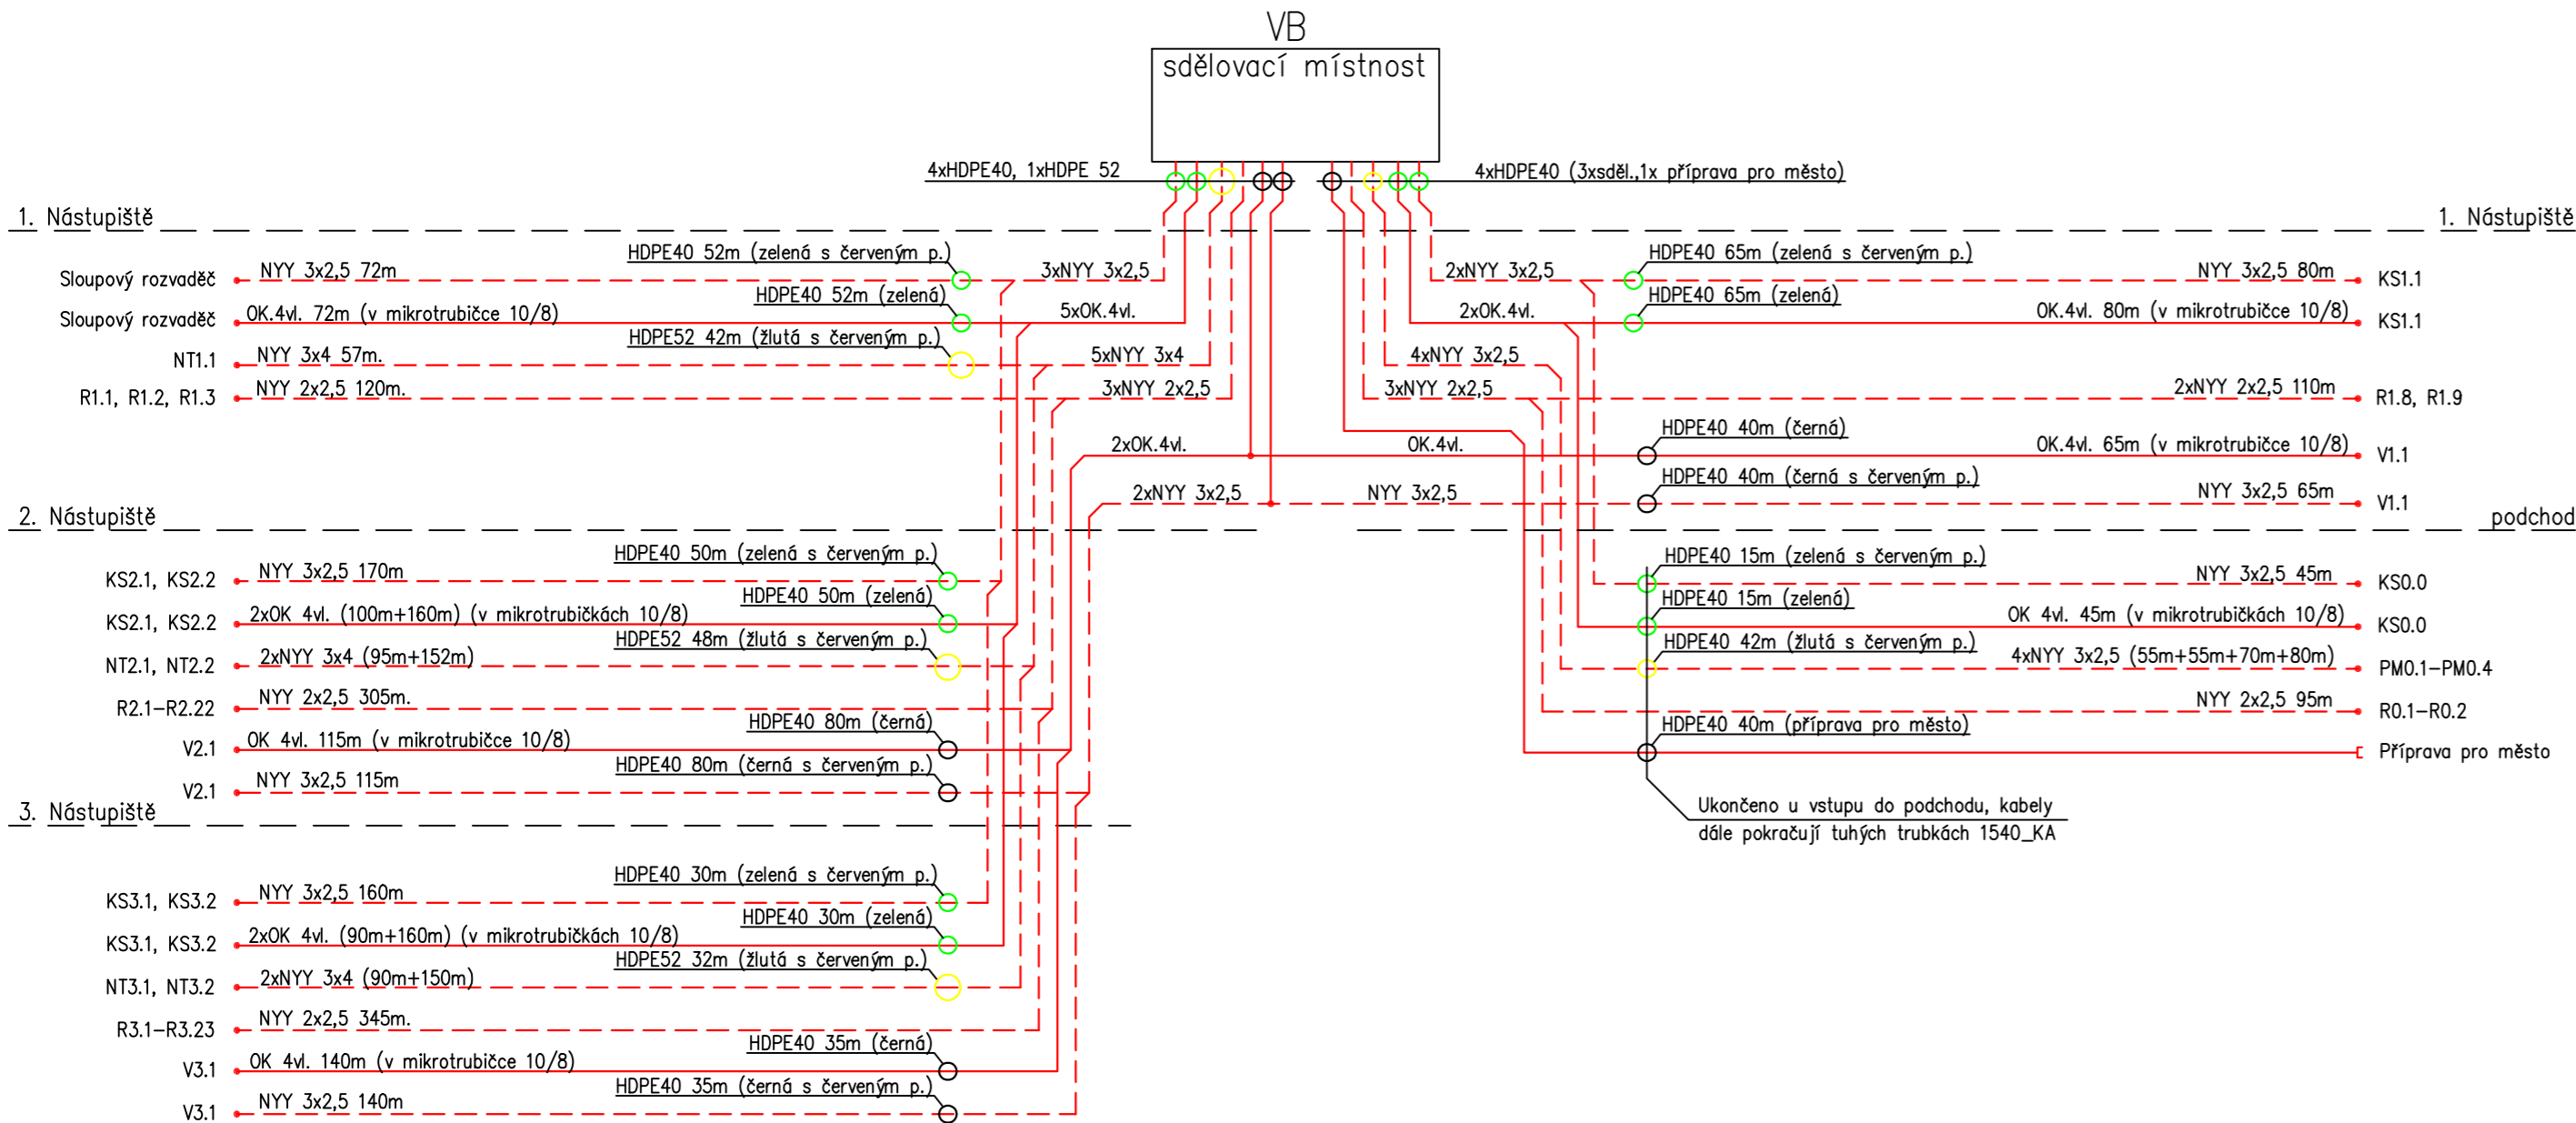 VB
sdělovací místnost
4xHDPE40, 1xHDPE 52
4xHDPE40 (3xsděl.,1x příprava pro město)
1. Nástupiště
1. Nástupiště
Sloupový rozvaděč
NYY 3x2,5 72m
HDPE40 52m (zelená s červeným p.)
3xNYY 3x2,5
2xNYY 3x2,5
HDPE40 65m (zelená s červeným p.)
NYY 3x2,5 80m
KS1.1
Sloupový rozvaděč
OK.4vl. 72m (v mikrotrubičce 10/8)
HDPE40 52m (zelená)
5xOK.4vl.
2xOK.4vl.
HDPE40 65m (zelená)
OK.4vl. 80m (v mikrotrubičce 10/8)
KS1.1
NT1.1
NYY 3x4 57m.
HDPE52 42m (žlutá s červeným p.)
5xNYY 3x4
4xNYY 3x2,5
R1.1, R1.2, R1.3
NYY 2x2,5 120m.
3xNYY 2x2,5
3xNYY 2x2,5
2xNYY 2x2,5 110m
R1.8, R1.9
2xOK.4vl.
OK.4vl.
HDPE40 40m (černá)
OK.4vl. 65m (v mikrotrubičce 10/8)
V1.1
2xNYY 3x2,5
NYY 3x2,5
HDPE40 40m (černá s červeným p.)
NYY 3x2,5 65m
V1.1
2. Nástupiště
podchod
KS2.1, KS2.2
NYY 3x2,5 170m
HDPE40 50m (zelená s červeným p.)
HDPE40 15m (zelená s červeným p.)
NYY 3x2,5 45m
KS0.0
KS2.1, KS2.2
2xOK 4vl. (100m+160m) (v mikrotrubičkách 10/8)
HDPE40 50m (zelená)
HDPE40 15m (zelená)
OK 4vl. 45m (v mikrotrubičkách 10/8)
KS0.0
NT2.1, NT2.2
2xNYY 3x4 (95m+152m)
HDPE52 48m (žlutá s červeným p.)
HDPE40 42m (žlutá s červeným p.)
4xNYY 3x2,5 (55m+55m+70m+80m)
PM0.1-PM0.4
R2.1-R2.22
NYY 2x2,5 305m.
NYY 2x2,5 95m
R0.1-R0.2
V2.1
OK 4vl. 115m (v mikrotrubičce 10/8)
HDPE40 80m (černá)
HDPE40 40m (příprava pro město)
Příprava pro město
V2.1
NYY 3x2,5 115m
HDPE40 80m (černá s červeným p.)
Ukončeno u vstupu do podchodu, kabely
dále pokračují tuhých trubkách 1540_KA
3. Nástupiště
KS3.1, KS3.2
NYY 3x2,5 160m
HDPE40 30m (zelená s červeným p.)
KS3.1, KS3.2
2xOK 4vl. (90m+160m) (v mikrotrubičkách 10/8)
HDPE40 30m (zelená)
NT3.1, NT3.2
2xNYY 3x4 (90m+150m)
HDPE52 32m (žlutá s červeným p.)
R3.1-R3.23
NYY 2x2,5 345m.
V3.1
OK 4vl. 140m (v mikrotrubičce 10/8)
HDPE40 35m (černá)
V3.1
NYY 3x2,5 140m
HDPE40 35m (černá s červeným p.)